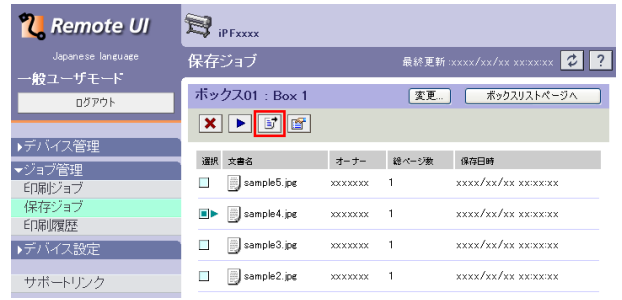 Remote UI
Japanese language
一般ユーザモード
ログアウト
▶デバイス管理
▼ジョブ管理
印刷ジョブ
保存ジョブ
印刷履歴
▶デバイス設定
サポートリンク
iPFxxxx
保存ジョブ
最終更新 :xxxx/xx/xx xx:xx:xx
?
ボックス01 : Box 1
変更...
ボックスリストページへ
選択 文書名 オーナー 総ページ数 保存日時
sample5.jpg xxxxxxx 1 xxxx/xx/xx xx:xx:xx
sample4.jpg xxxxxxx 1 xxxx/xx/xx xx:xx:xx
sample3.jpg xxxxxxx 1 xxxx/xx/xx xx:xx:xx
sample2.jpg xxxxxxx 1 xxxx/xx/xx xx:xx:xx